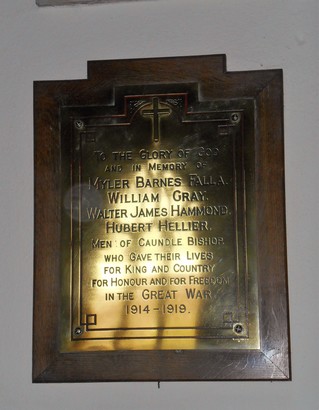 To the Glory of God
and in Memory of
Myler Barnes Falla.
William Gray.
Walter James Hammond.
Hubert Hellier.
Men of Caundle Bishop.
who Gave their Lives
for King and Country
for Honour and for Freedom
in the Great War
1914-1919.